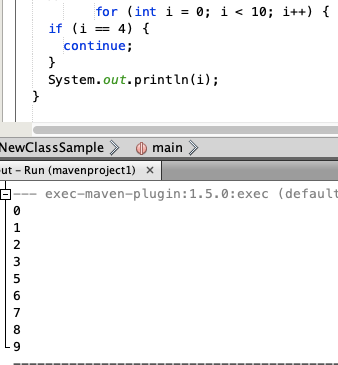 for (int i = 0; i < 10; i++) {
if (i == 4) {
continue;
}
System.out.println(i);
}
NewClassSample
main
ut – Run (mavenproject1) ×
--- exec-maven-plugin:1.5.0:exec (default
0
1
2
3
5
6
7
8
9
------------------------------------------------